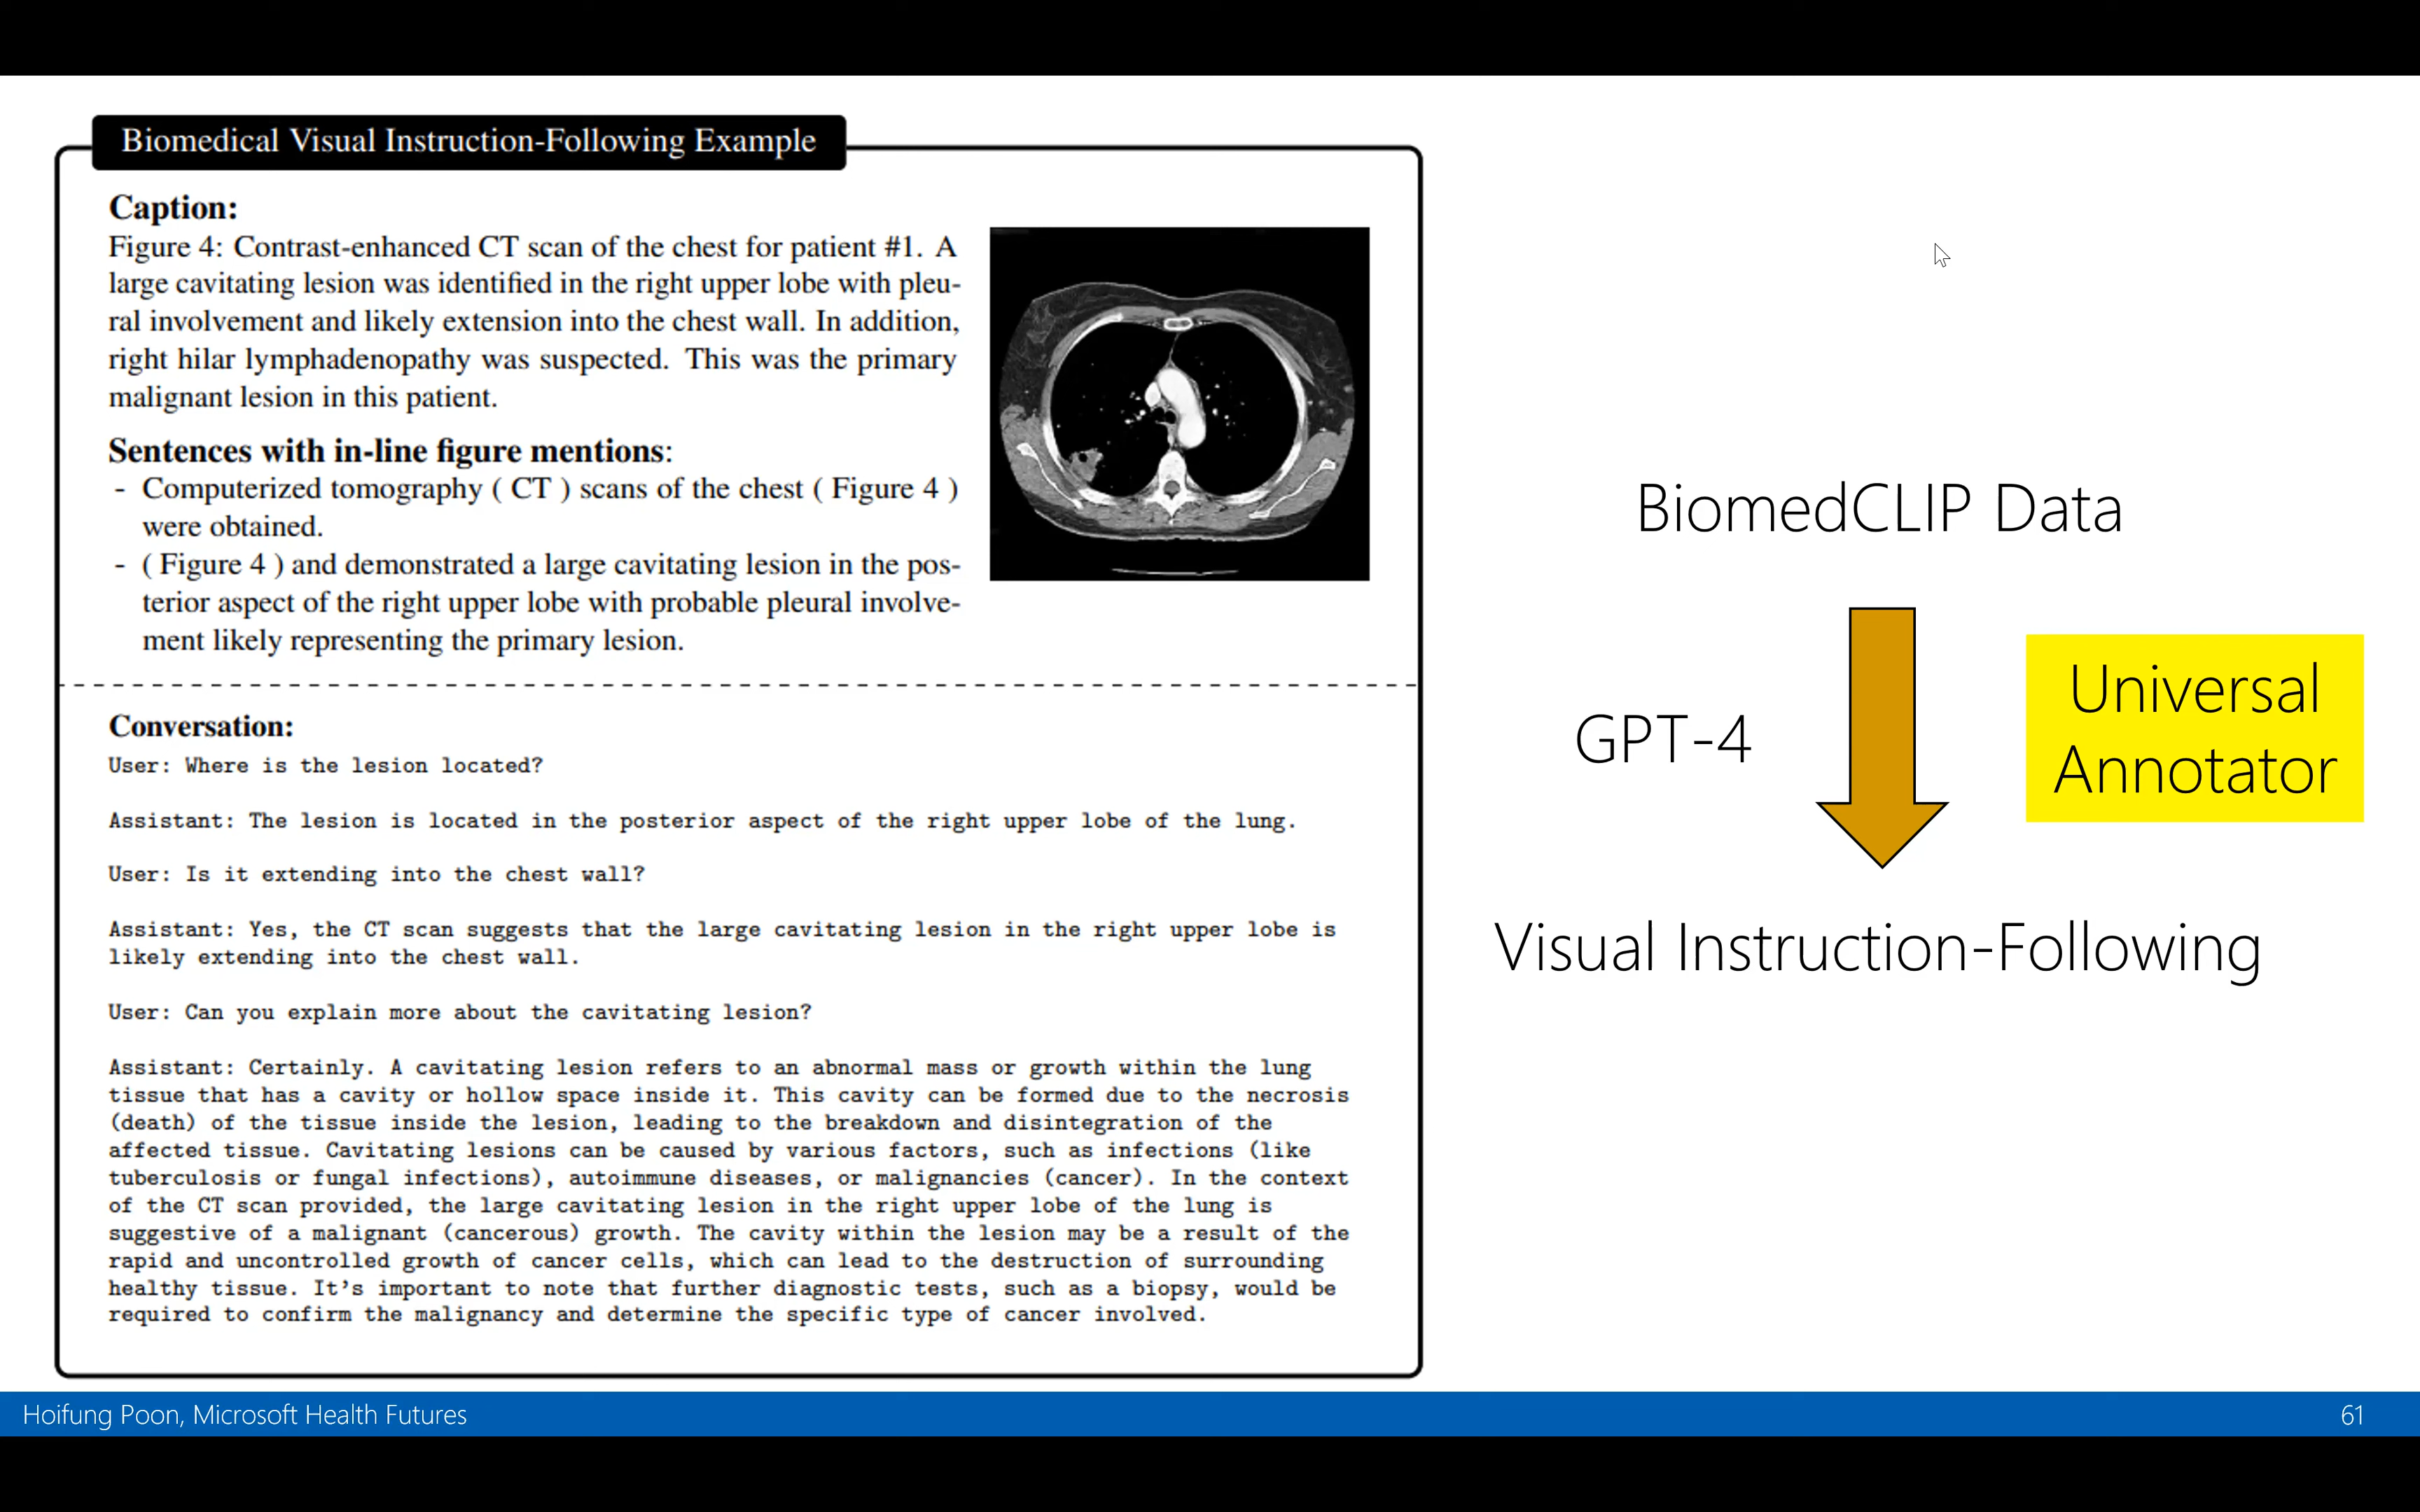 Biomedical Visual Instruction-Following Example
Caption:
Figure 4: Contrast-enhanced CT scan of the chest for patient #1. A
large cavitating lesion was identified in the right upper lobe with pleu-
ral involvement and likely extension into the chest wall. In addition,
right hilar lymphadenopathy was suspected. This was the primary
malignant lesion in this patient.
Sentences with in-line figure mentions:
- Computerized tomography ( CT ) scans of the chest ( Figure 4 )
were obtained.
- ( Figure 4 ) and demonstrated a large cavitating lesion in the pos-
terior aspect of the right upper lobe with probable pleural involve-
ment likely representing the primary lesion.
Conversation:
User: Where is the lesion located?
Assistant: The lesion is located in the posterior aspect of the right upper lobe of the lung.
User: Is it extending into the chest wall?
Assistant: Yes, the CT scan suggests that the large cavitating lesion in the right upper lobe is
likely extending into the chest wall.
User: Can you explain more about the cavitating lesion?
Assistant: Certainly. A cavitating lesion refers to an abnormal mass or growth within the lung
tissue that has a cavity or hollow space inside it. This cavity can be formed due to the necrosis
(death) of the tissue inside the lesion, leading to the breakdown and disintegration of the
affected tissue. Cavitating lesions can be caused by various factors, such as infections (like
tuberculosis or fungal infections), autoimmune diseases, or malignancies (cancer). In the context
of the CT scan provided, the large cavitating lesion in the right upper lobe of the lung is
suggestive of a malignant (cancerous) growth. The cavity within the lesion may be a result of the
rapid and uncontrolled growth of cancer cells, which can lead to the destruction of surrounding
healthy tissue. It's important to note that further diagnostic tests, such as a biopsy, would be
required to confirm the malignancy and determine the specific type of cancer involved.
BiomedCLIP Data
GPT-4
Universal
Annotator
Visual Instruction-Following
Hoifung Poon, Microsoft Health Futures
61